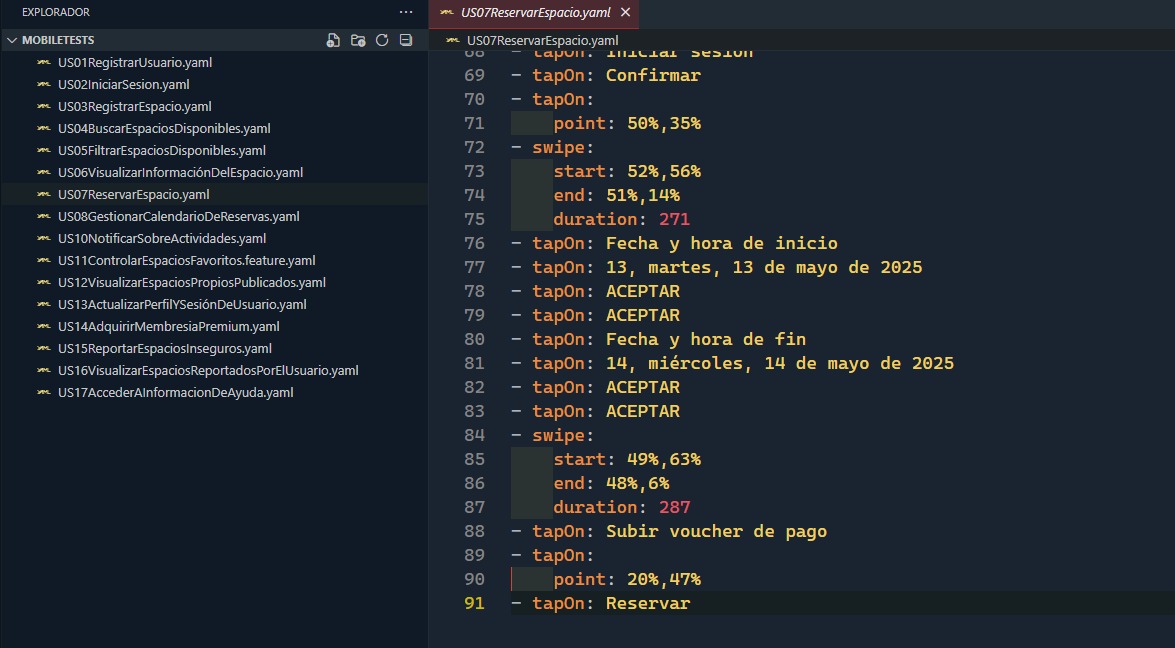 EXPLORADOR
MOBILETESTS
US01RegistrarUsuario.yaml
US02IniciarSesion.yaml
US03RegistrarEspacio.yaml
US04BuscarEspaciosDisponibles.yaml
US05FiltrarEspaciosDisponibles.yaml
US06VisualizarInformaciónDelEspacio.yaml
US07ReservarEspacio.yaml
US08GestionarCalendarioDeReservas.yaml
US10NotificarSobreActividades.yaml
US11ControlarEspaciosFavoritos.feature.yaml
US12VisualizarEspaciosPropiosPublicados.yaml
US13ActualizarPerfilYSesiónDeUsuario.yaml
US14AdquirirMembresiaPremium.yaml
US15ReportarEspaciosInseguros.yaml
US16VisualizarEspaciosReportadosPorElUsuario.yaml
US17AccederAInformacionDeAyuda.yaml
US07ReservarEspacio.yaml
US07ReservarEspacio.yaml
68 - tapOn: Iniciar sesión
69 - tapOn: Confirmar
70 - tapOn:
71 point: 50%,35%
72 - swipe:
73 start: 52%,56%
74 end: 51%,14%
75 duration: 271
76 - tapOn: Fecha y hora de inicio
77 - tapOn: 13, martes, 13 de mayo de 2025
78 - tapOn: ACEPTAR
79 - tapOn: ACEPTAR
80 - tapOn: Fecha y hora de fin
81 - tapOn: 14, miércoles, 14 de mayo de 2025
82 - tapOn: ACEPTAR
83 - tapOn: ACEPTAR
84 - swipe:
85 start: 49%,63%
86 end: 48%,6%
87 duration: 287
88 - tapOn: Subir voucher de pago
89 - tapOn:
90 point: 20%,47%
91 - tapOn: Reservar